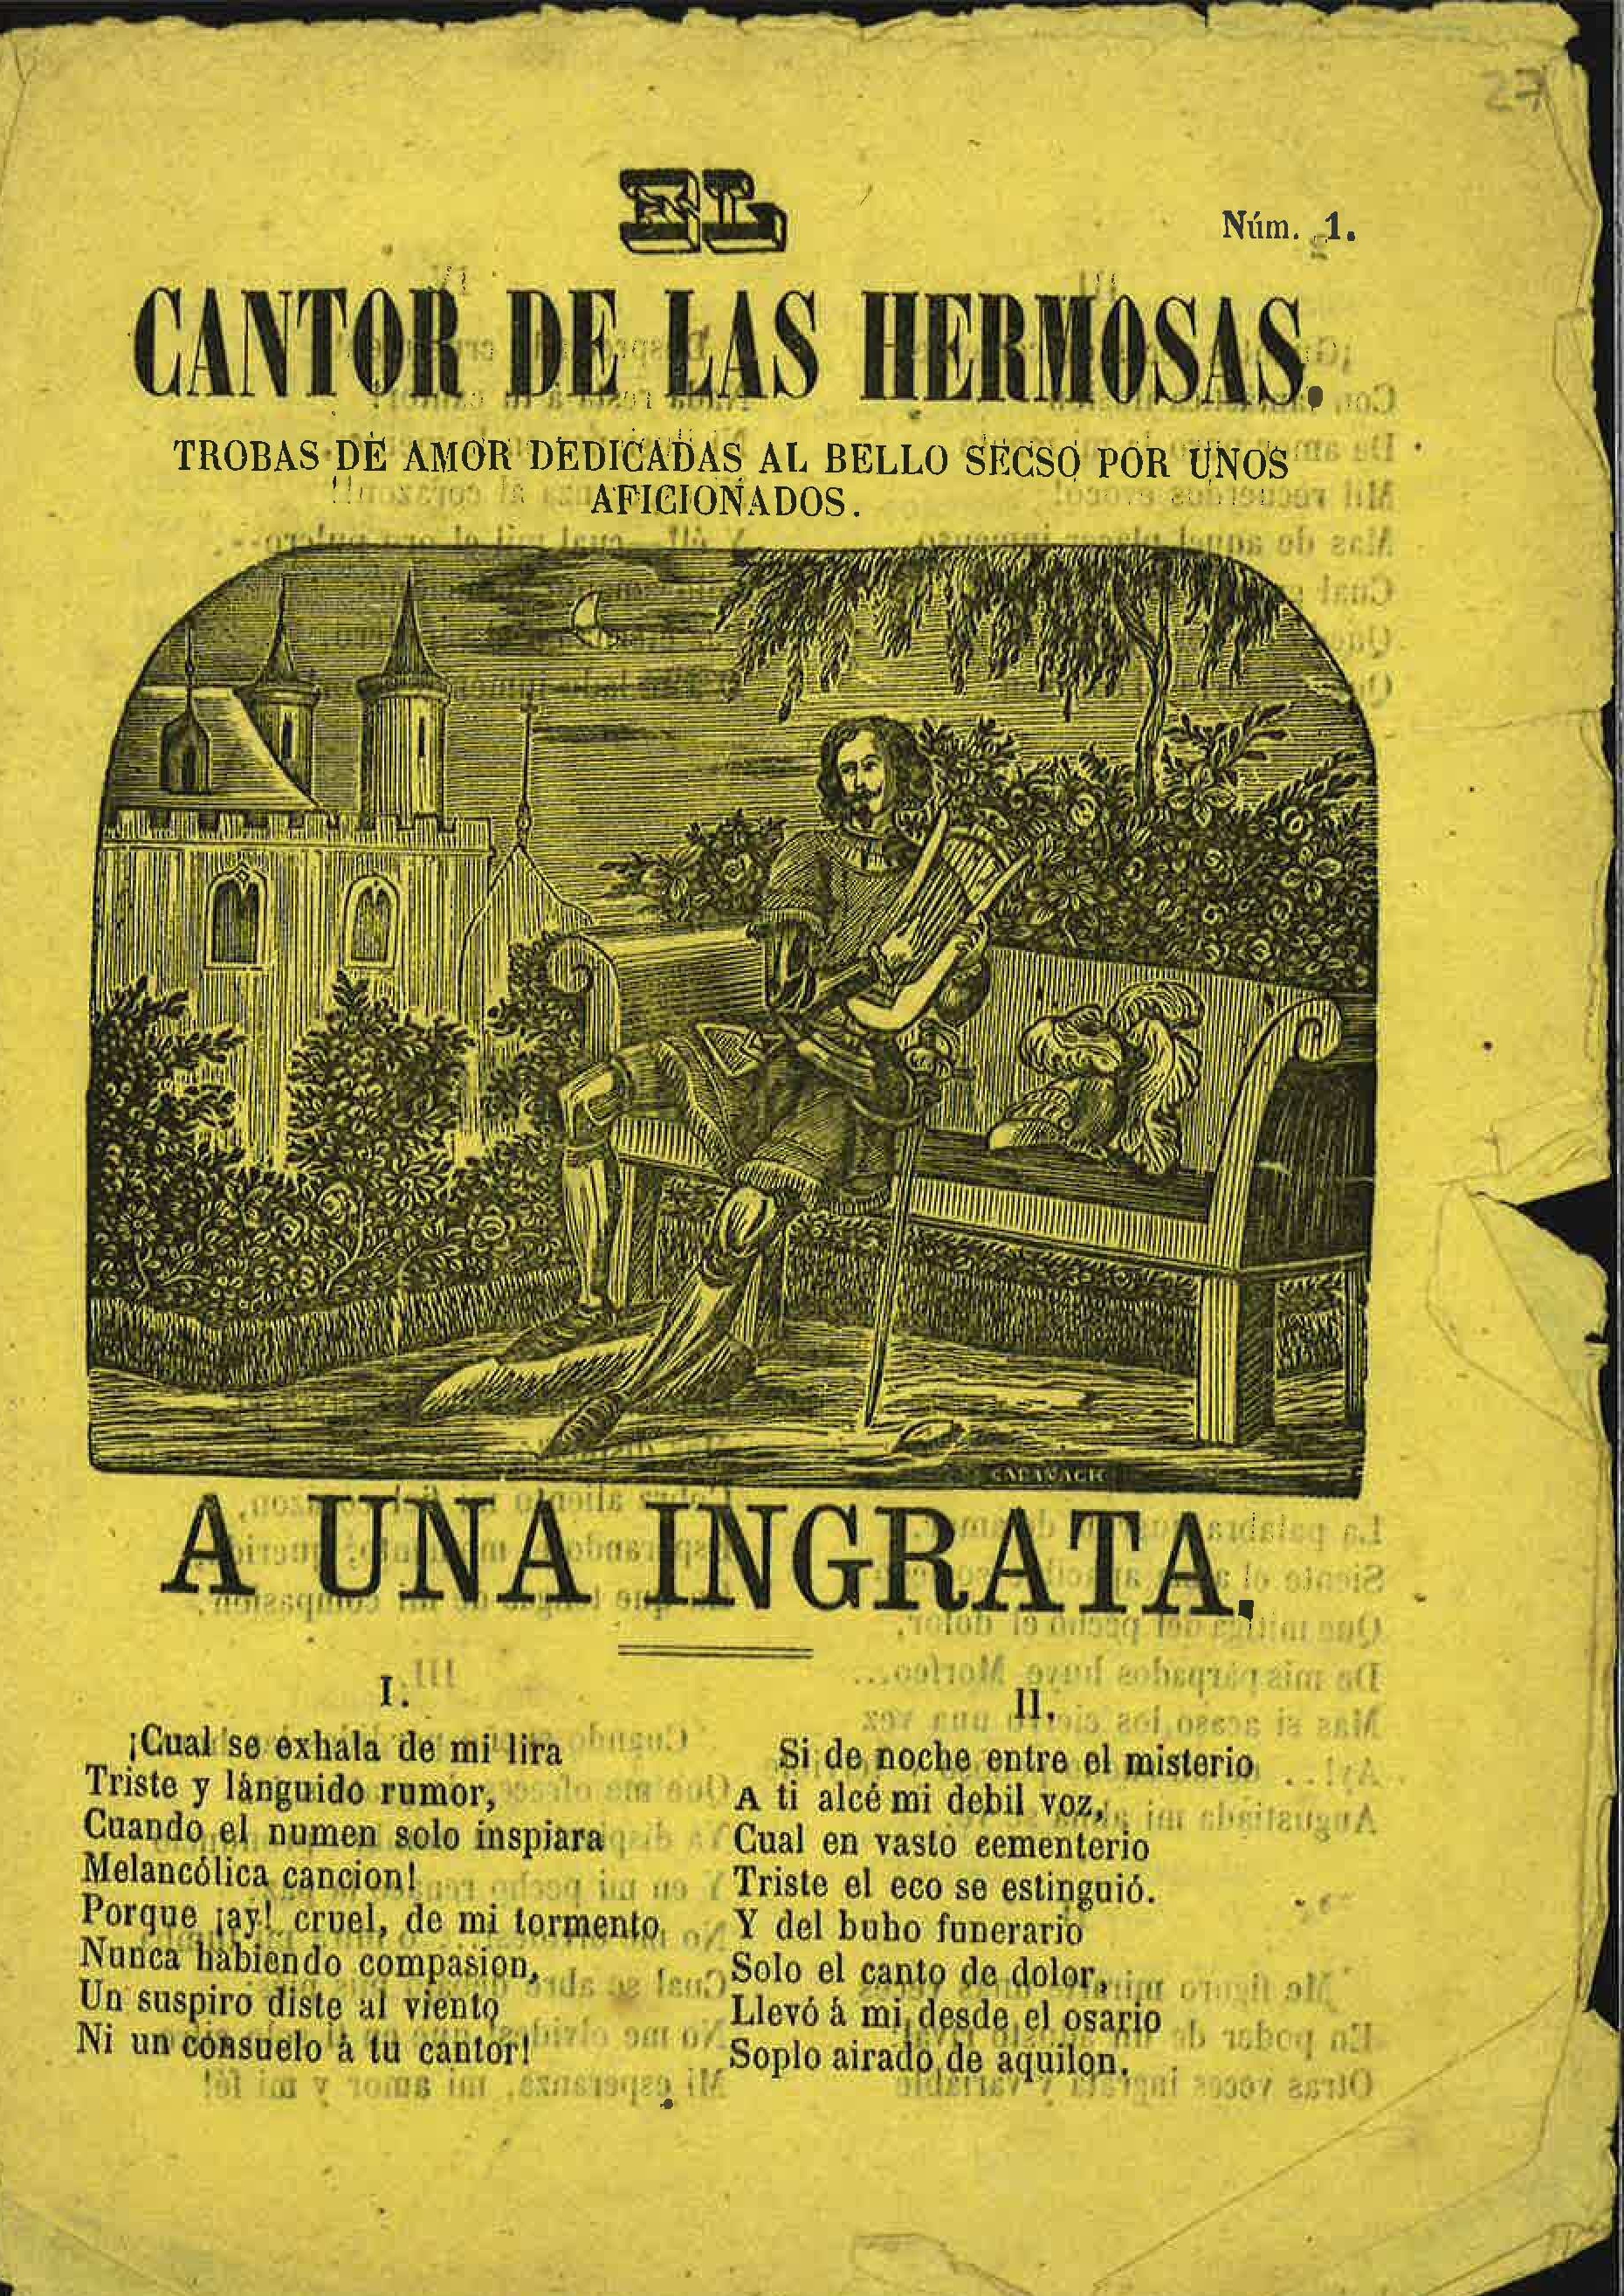 27
EL
Núm. 1.
CANTOR DE LAS HERMOSAS.
TROBAS DE AMOR DEDICADAS AL BELLO SECSO POR UNOS
AFICIONADOS.
CABAÑACH
A UNA INGRATA.
I.
¡Cual se exhala de mi lira
Triste y lánguido rumor,
Cuando el numen solo inspiara
Melancólica cancion!
Porque ¡ay! cruel, de mi tormento
Nunca habiendo compasion,
Un suspiro diste al viento
Ni un consuelo à tu cantor!
II.
Si de noche entre el misterio
A ti alcé mi debil voz,
Cual en vasto cementerio
Triste el eco se estinguió.
Y del buho funerario
Solo el canto de dolor,
Llevó à mi desde el osario
Soplo airado de aquilon.